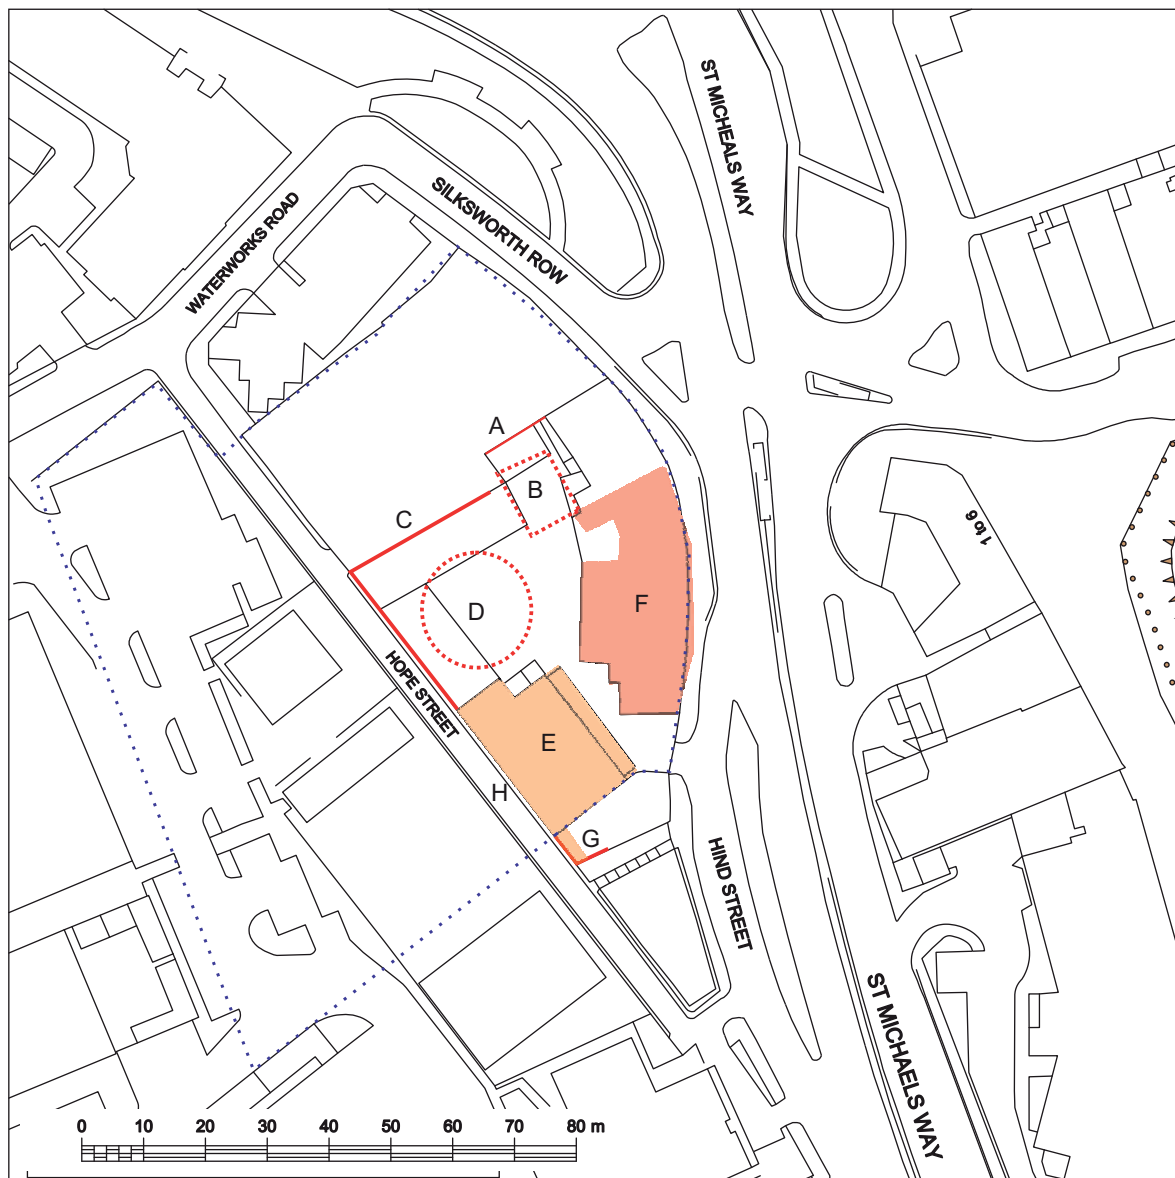 ST MICHEALS WAY
SILKSWORTH ROW
WATERWORKS ROAD
A
B
C
1 to 6
D
F
HOPE STREET
E
H
G
HIND STREET
ST MICHAELS WAY
0 10 20 30 40 50 60 70 80 m